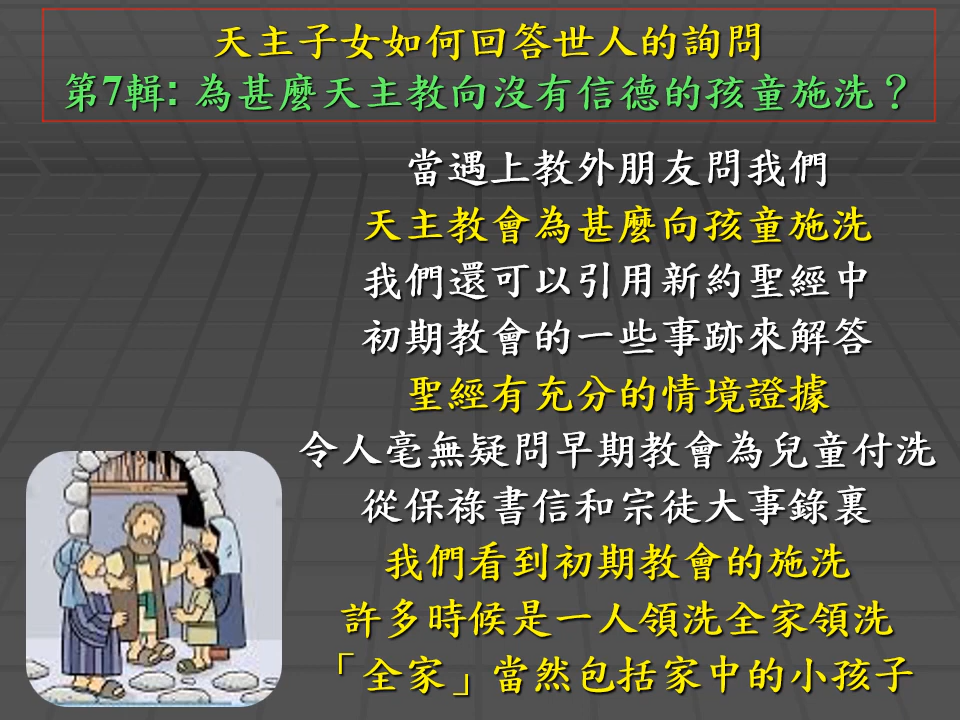 天主子女如何回答世人的詢問
第7輯: 為甚麼天主教向沒有信德的孩童施洗？
當遇上教外朋友問我們
天主教會為甚麼向孩童施洗
我們還可以引用新約聖經中
初期教會的一些事跡來解答
聖經有充分的情境證據
令人毫無疑問早期教會為兒童付洗
從保祿書信和宗徒大事錄裏
我們看到初期教會的施洗
許多時候是一人領洗全家領洗
「全家」當然包括家中的小孩子